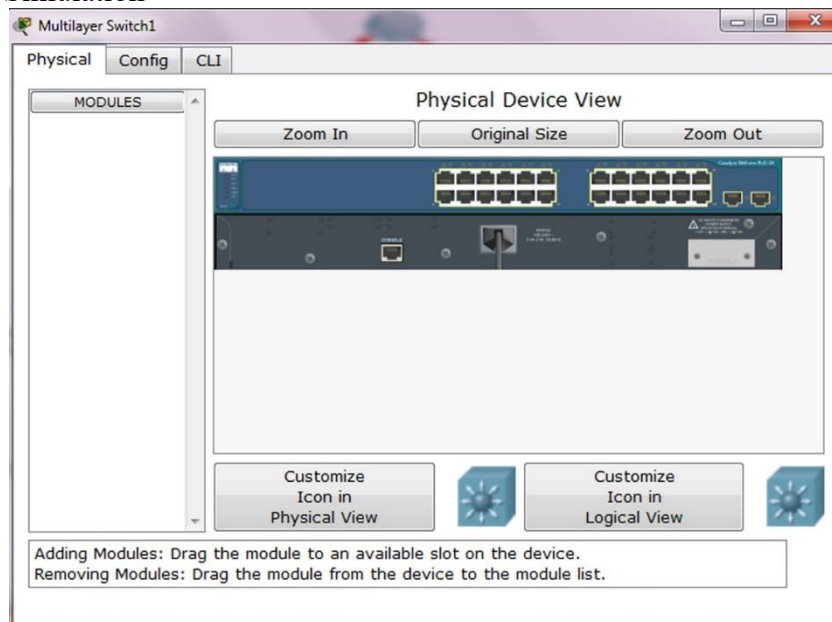 Multilayer Switch1
Physical Config CLI
MODULES
Physical Device View
Zoom In Original Size Zoom Out
CONSOLE
Customize
Icon in
Physical View
Customize
Icon in
Logical View
Adding Modules: Drag the module to an available slot on the device.
Removing Modules: Drag the module from the device to the module list.